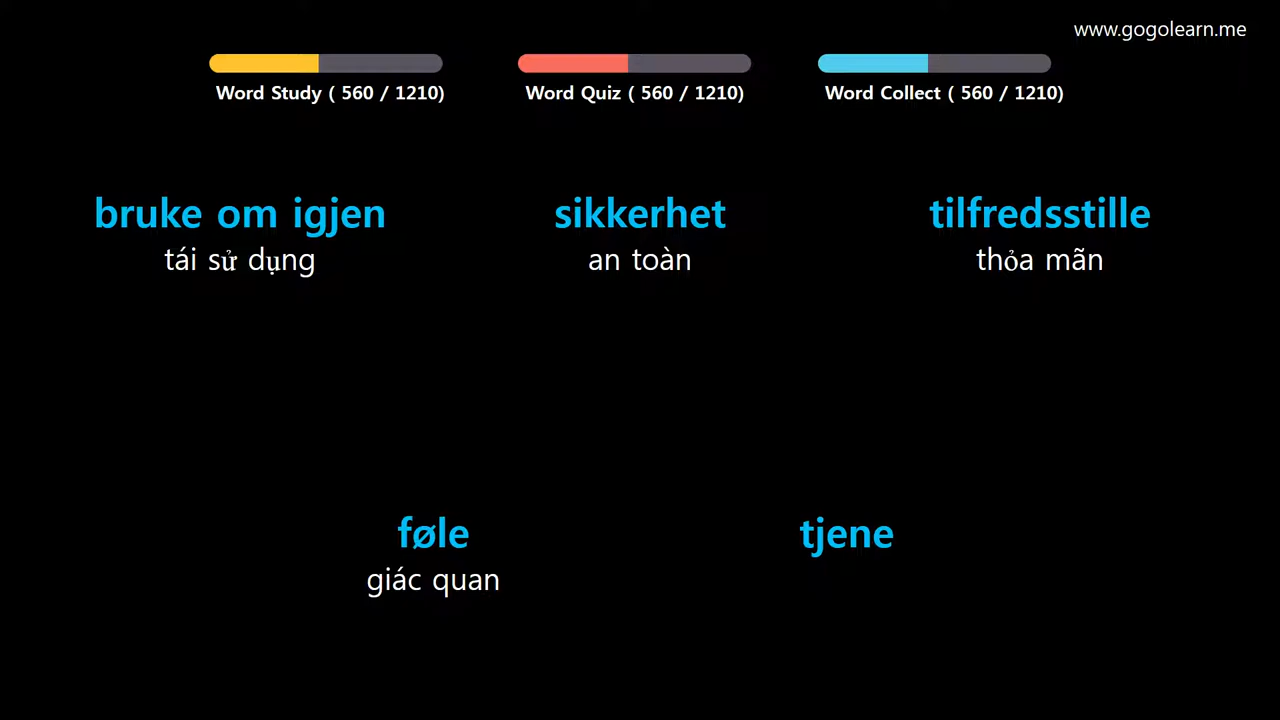 www.gogolearn.me
Word Study ( 560 / 1210)
Word Quiz ( 560 / 1210)
Word Collect ( 560 / 1210)
bruke om igjen
tái sử dụng
sikkerhet
an toàn
tilfredsstille
thỏa mãn
føle
giác quan
tjene